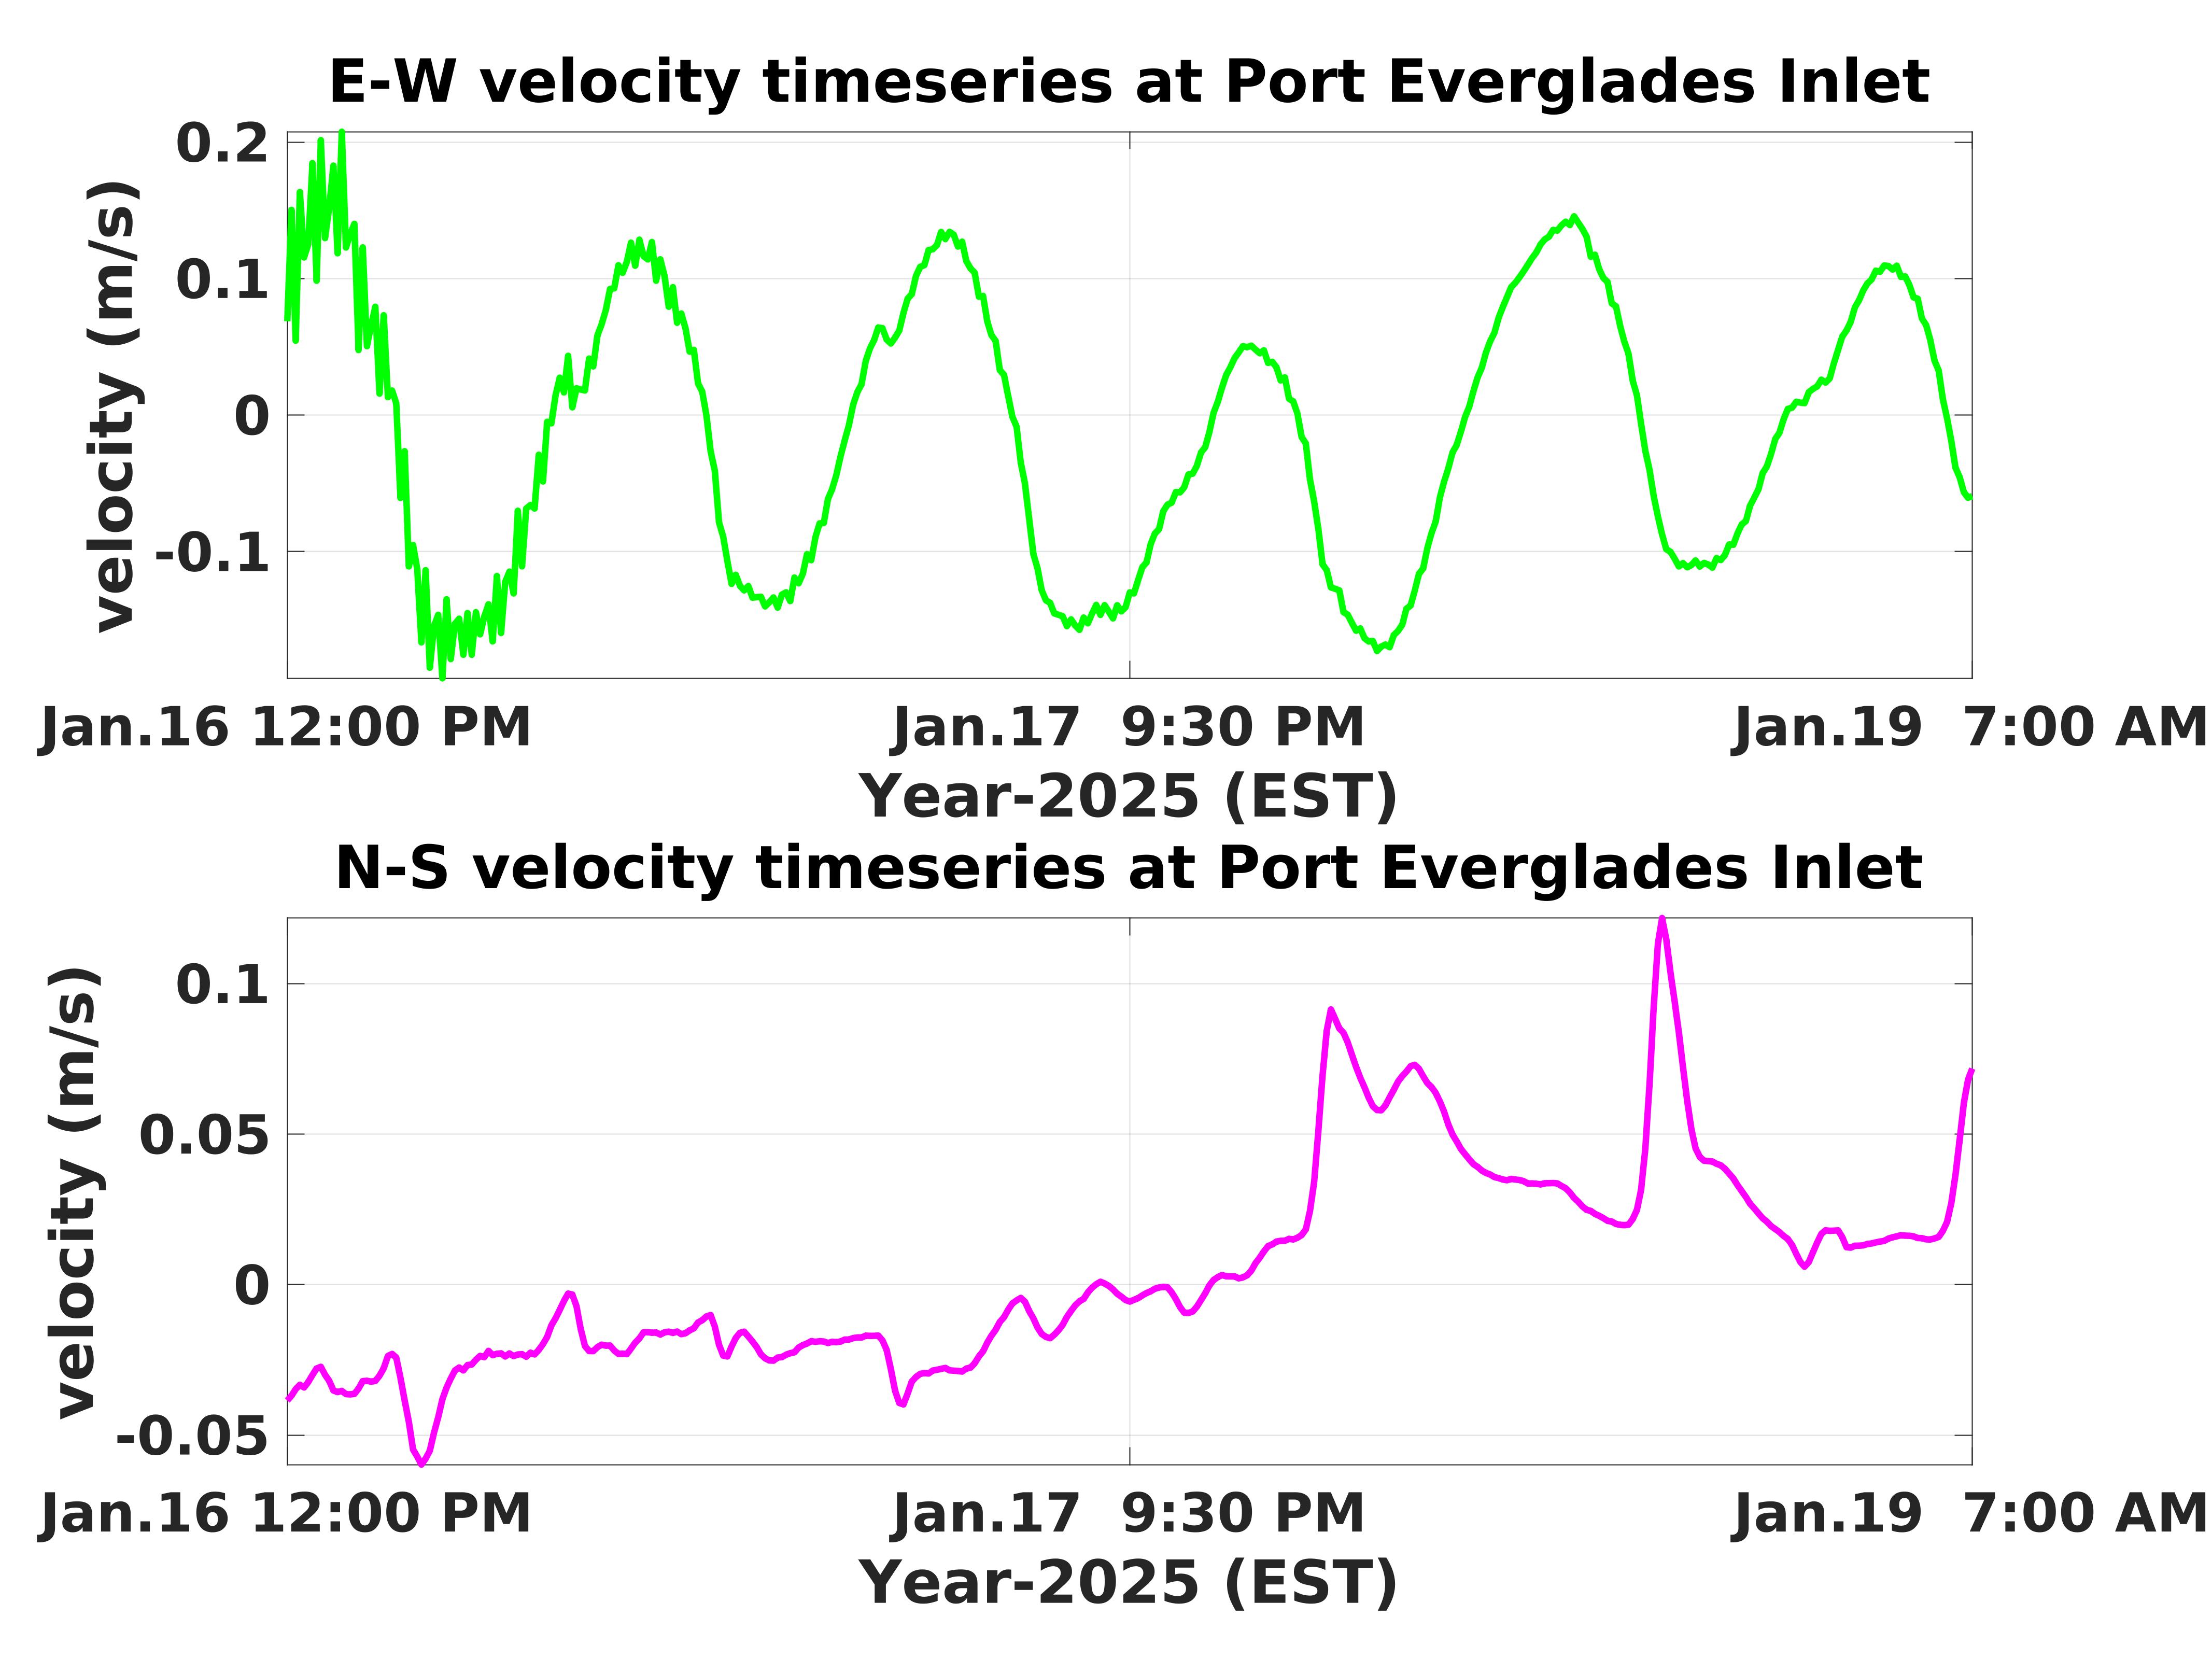 E-W velocity timeseries at Port Everglades Inlet
velocity (m/s)
0.2
0.1
0
-0.1
Jan.16 12:00 PM Jan.17 9:30 PM Jan.19 7:00 AM
Year-2025 (EST)
N-S velocity timeseries at Port Everglades Inlet
velocity (m/s)
0.1
0.05
0
-0.05
Jan.16 12:00 PM Jan.17 9:30 PM Jan.19 7:00 AM
Year-2025 (EST)